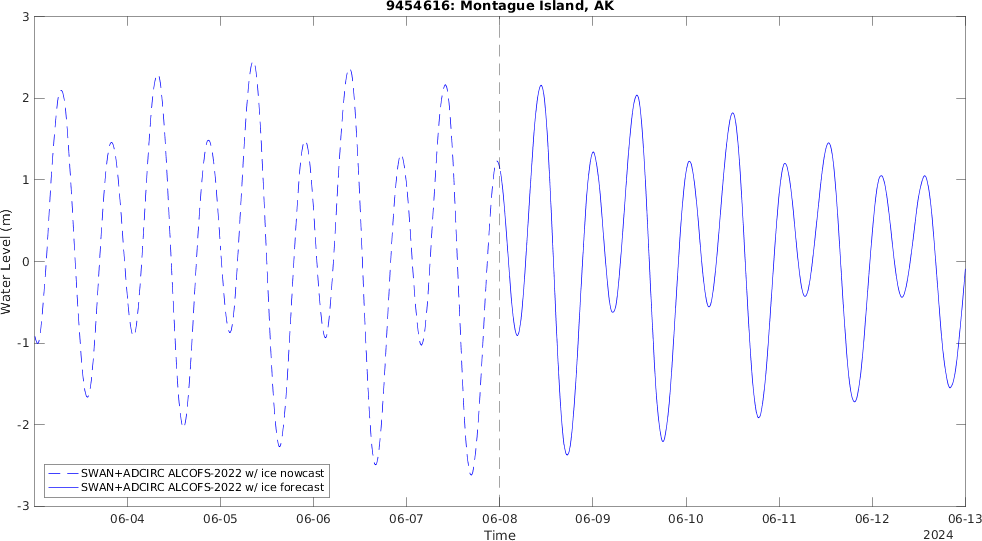 9454616: Montague Island, AK
3
2
1
0
-1
-2
-3
Water Level (m)
SWAN+ADCIRC ALCOFS-2022 w/ ice nowcast
SWAN+ADCIRC ALCOFS-2022 w/ ice forecast
06-04 06-05 06-06 06-07 06-08 06-09 06-10 06-11 06-12 06-13
Time
2024